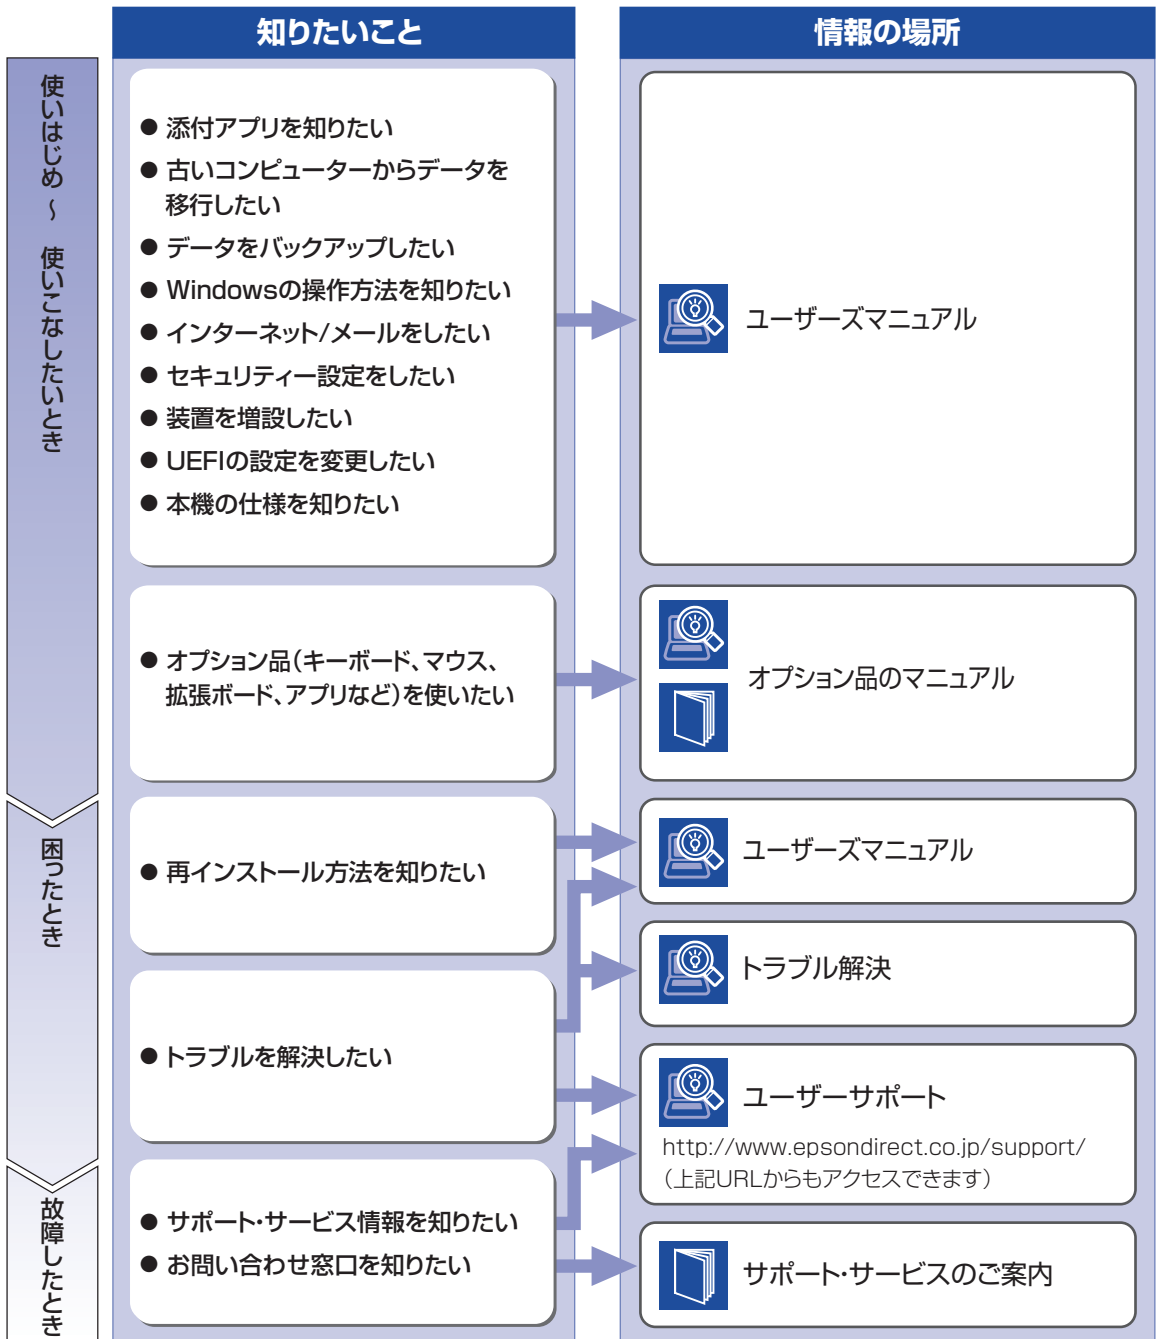 知りたいこと
情報の場所
使いはじめ ~ 使いこなしたいとき
● 添付アプリを知りたい
● 古いコンピューターからデータを
移行したい
● データをバックアップしたい
● Windowsの操作方法を知りたい
● インターネット/メールをしたい
● セキュリティー設定をしたい
● 装置を増設したい
● UEFIの設定を変更したい
● 本機の仕様を知りたい
ユーザーズマニュアル
● オプション品(キーボード、マウス、
拡張ボード、アプリなど)を使いたい
オプション品のマニュアル
困ったとき
● 再インストール方法を知りたい
ユーザーズマニュアル
● トラブルを解決したい
トラブル解決
ユーザーサポート
http://www.epsondirect.co.jp/support/
(上記URLからもアクセスできます)
故障したとき
● サポート・サービス情報を知りたい
● お問い合わせ窓口を知りたい
サポート・サービスのご案内